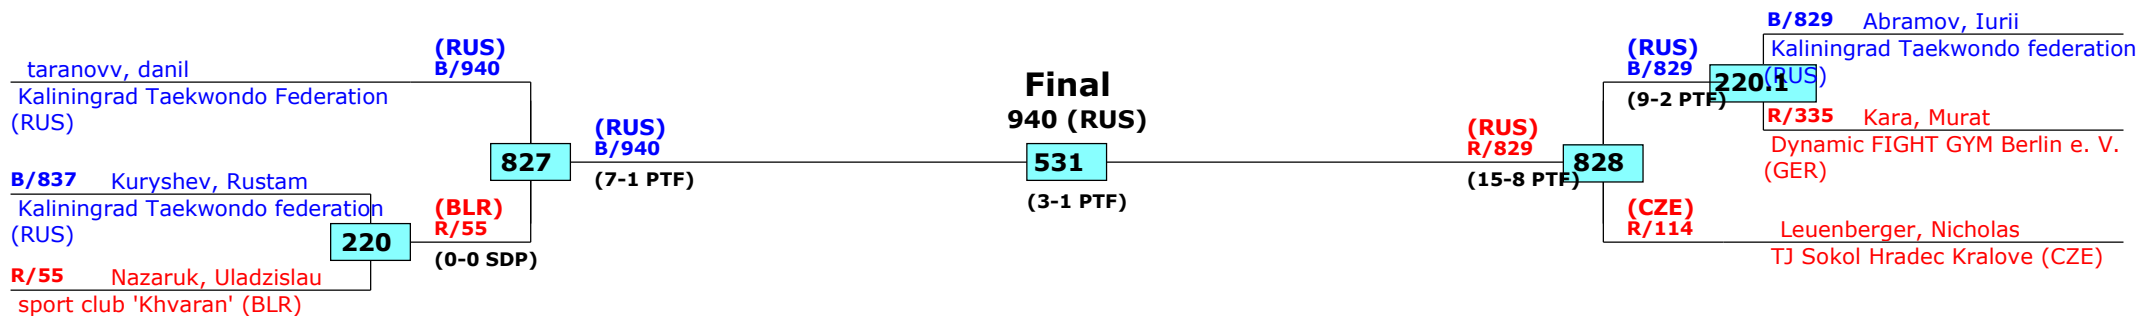 taranovv, danil
Kaliningrad Taekwondo Federation
(RUS)
B/837 Kuryshev, Rustam
Kaliningrad Taekwondo federation
(RUS)
R/55 Nazaruk, Uladzislau
sport club 'Khvaran' (BLR)
220
(RUS)
B/940
827
(BLR)
R/55
(0-0 SDP)
(RUS)
B/940
(7-1 PTF)
Final
940 (RUS)
531
(3-1 PTF)
(RUS)
R/829
(15-8 PTF)
828
(RUS)
B/829
(9-2 PTF)
220.1
(CZE)
R/114
B/829 Abramov, Iurii
Kaliningrad Taekwondo federation
(RUS)
R/335 Kara, Murat
Dynamic FIGHT GYM Berlin e. V.
(GER)
Leuenberger, Nicholas
TJ Sokol Hradec Kralove (CZE)